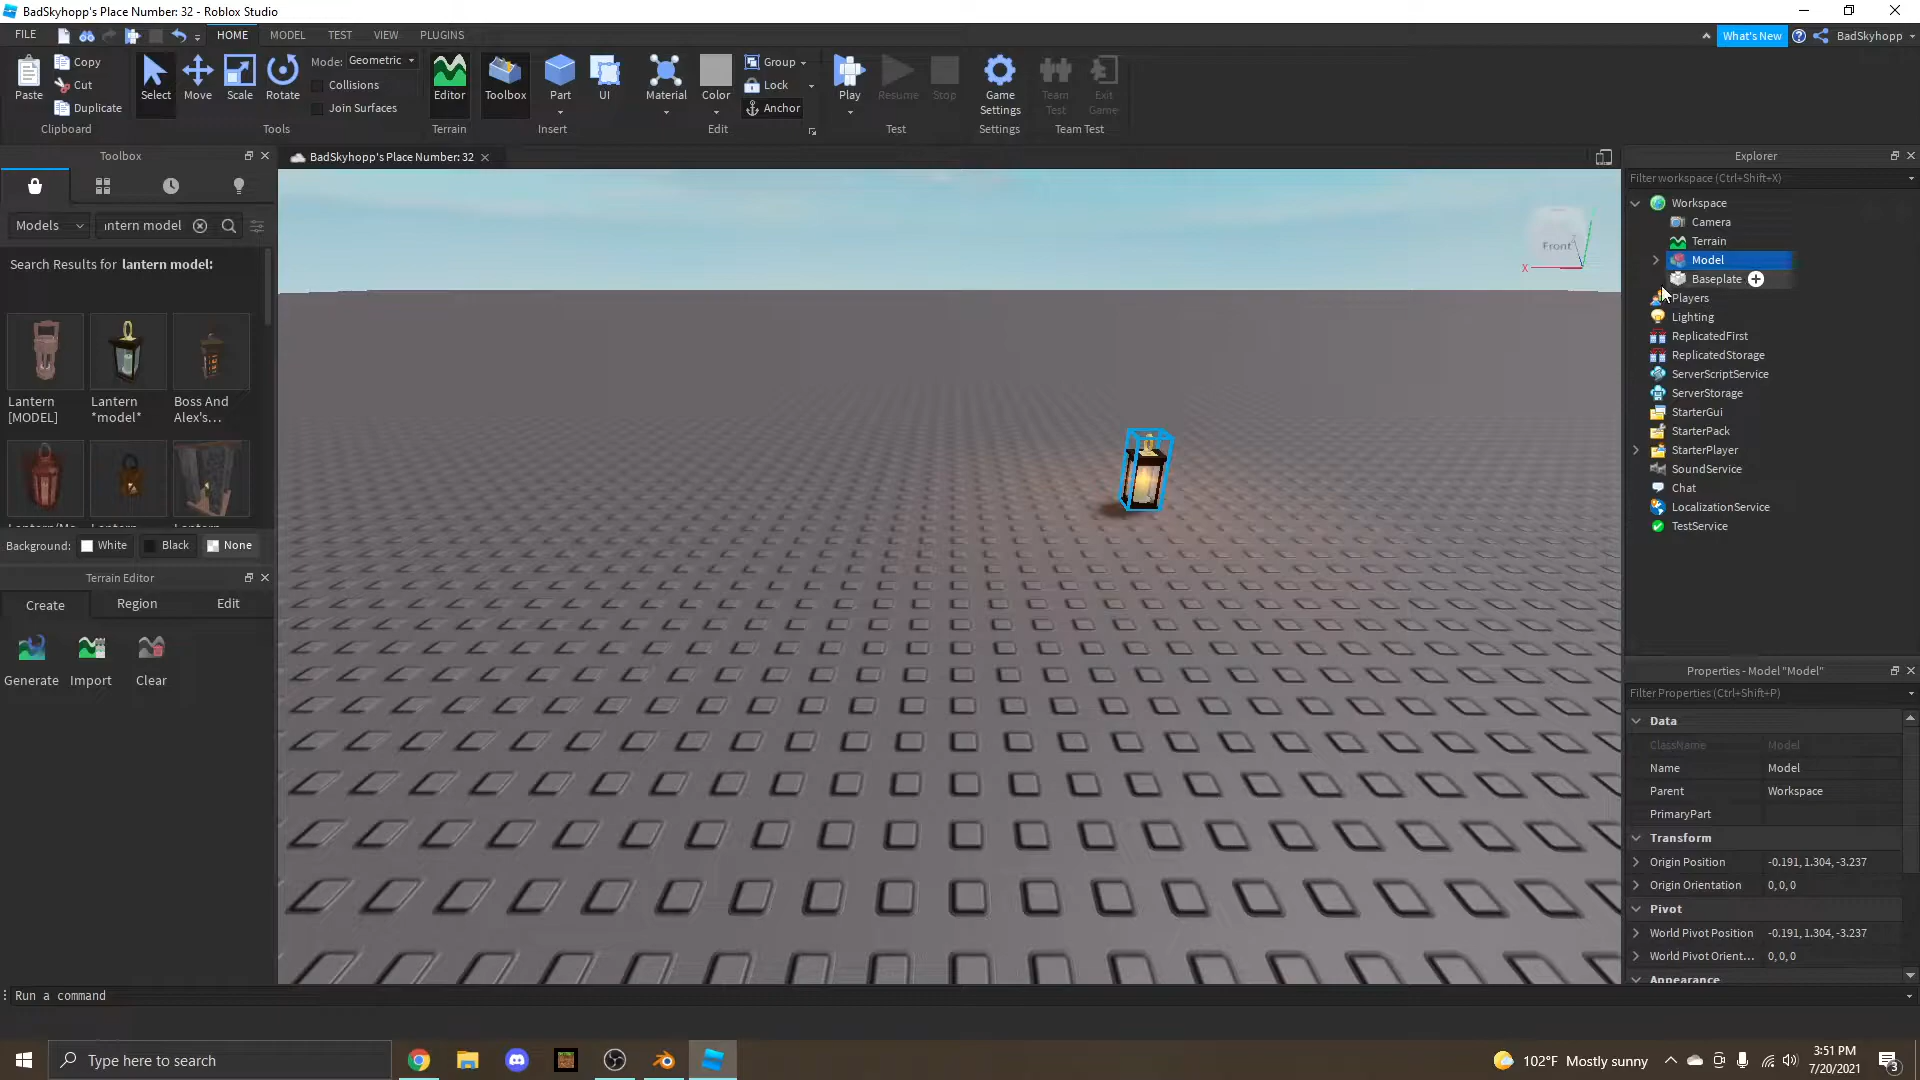 BadSkyhopp's Place Number: 32 - Roblox Studio
FILE HOME MODEL TEST VIEW PLUGINS What's New BadSkyhopp
Paste Copy Cut Duplicate
Select Move Scale Rotate Mode: Geometric Collisions Join Surfaces
Editor Toolbox Part UI Material Color Group Lock Anchor
Play Resume Stop Game Settings Team Test Exit Game
Clipboard Tools Terrain Insert Edit Test Settings Team Test
Toolbox
BadSkyhopp's Place Number: 32
Models
ntern model
Search Results for lantern model:
Lantern [MODEL]
Lantern *model*
Boss And Alex's...
Background: White Black None
Terrain Editor
Create Region Edit
Generate Import Clear
Front
X
Explorer
Filter workspace (Ctrl+Shift+X)
Workspace
Camera
Terrain
Model
Baseplate
Players
Lighting
ReplicatedFirst
ReplicatedStorage
ServerScriptService
ServerStorage
StarterGui
StarterPack
StarterPlayer
SoundService
Chat
LocalizationService
TestService
Properties - Model "Model"
Filter Properties (Ctrl+Shift+P)
Data
ClassName Model
Name Model
Parent Workspace
PrimaryPart
Transform
Origin Position -0.191, 1.304, -3.237
Origin Orientation 0, 0, 0
Pivot
World Pivot Position -0.191, 1.304, -3.237
World Pivot Orient... 0, 0, 0
Appearance
Run a command
Type here to search
102°F Mostly sunny
3:51 PM
7/20/2021
3